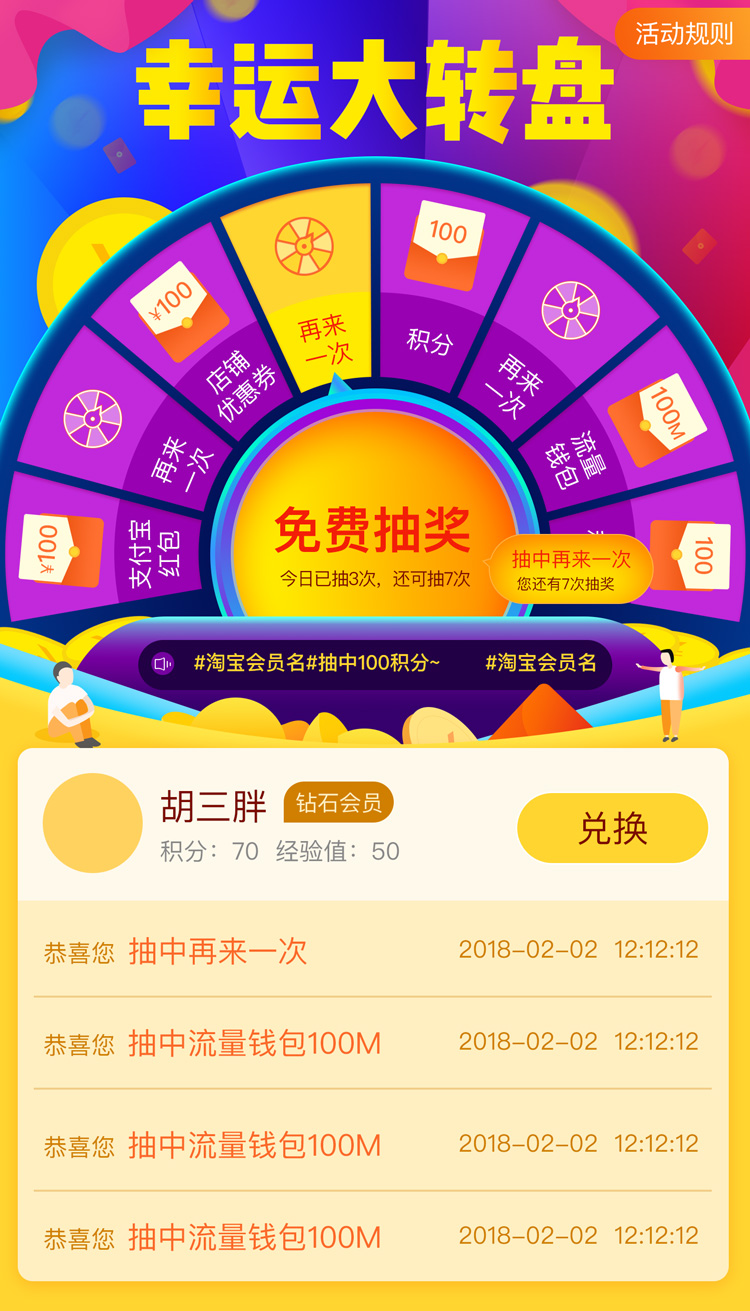 活动规则
幸运大转盘
100元
支付宝
红包
再来
一次
¥100
店铺
优惠券
再来
一次
100
积分
再来
一次
100M
流量
钱包
100
免费抽奖
今日已抽3次，还可抽7次
抽中再来一次
您还有7次抽奖
#淘宝会员名#抽中100积分~ #淘宝会员名
胡三胖 钻石会员
积分：70 经验值：50
兑换
恭喜您 抽中再来一次 2018-02-02 12:12:12
恭喜您 抽中流量钱包100M 2018-02-02 12:12:12
恭喜您 抽中流量钱包100M 2018-02-02 12:12:12
恭喜您 抽中流量钱包100M 2018-02-02 12:12:12